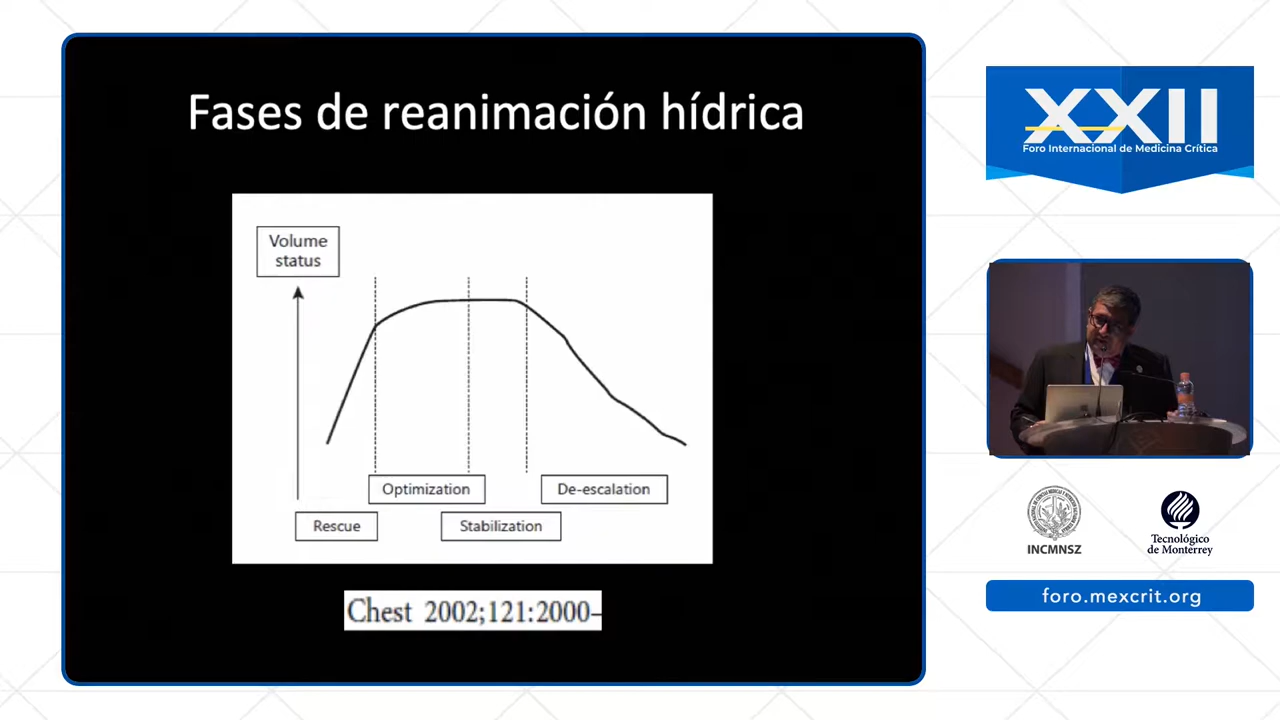 Fases de reanimación hídrica
Volume
status
Optimization
De-escalation
Rescue
Stabilization
Chest 2002;121:2000–
XXII
Foro Internacional de Medicina Crítica
INCMNSZ
Tecnológico
de Monterrey
foro.mexcrit.org